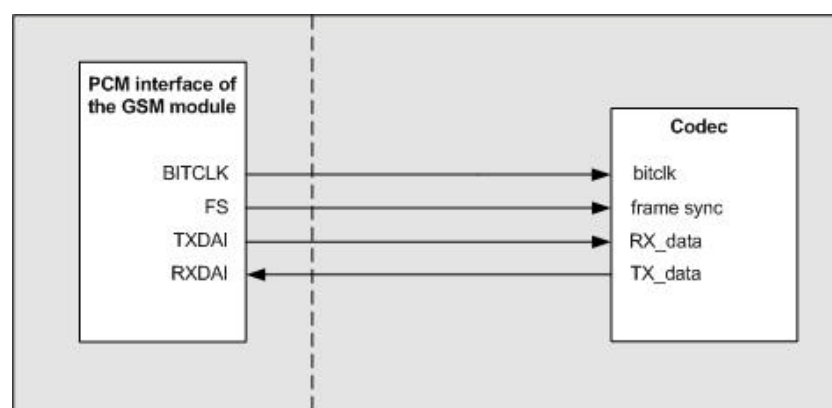 PCM interface of
the GSM module
BITCLK
FS
TXDAI
RXDAI
Codec
bitclk
frame sync
RX_data
TX_data